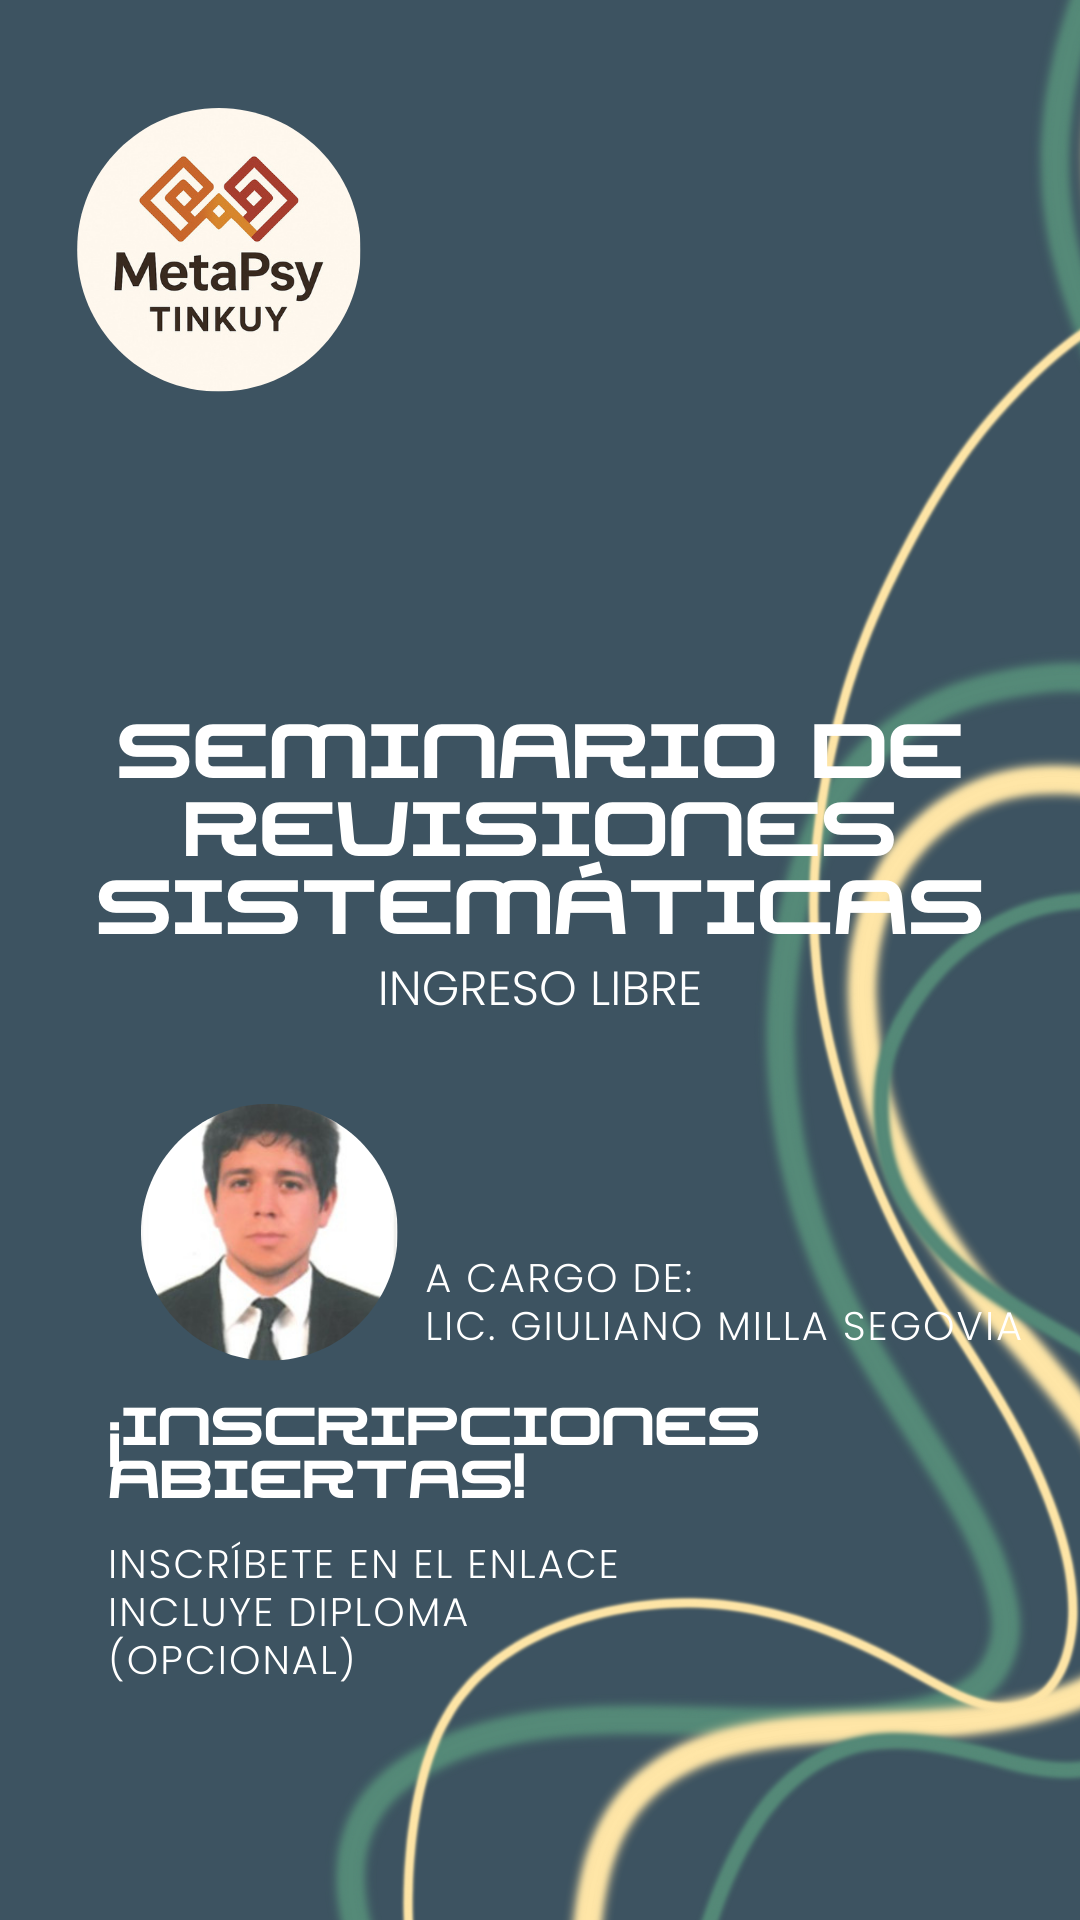 MetaPsy
TINKUY
SEMINARIO DE
REVISIONES
SISTEMÁTICAS
INGRESO LIBRE
A CARGO DE:
LIC. GIULIANO MILLA SEGOVIA
¡INSCRIPCIONES
ABIERTAS!
INSCRÍBETE EN EL ENLACE
INCLUYE DIPLOMA
(OPCIONAL)